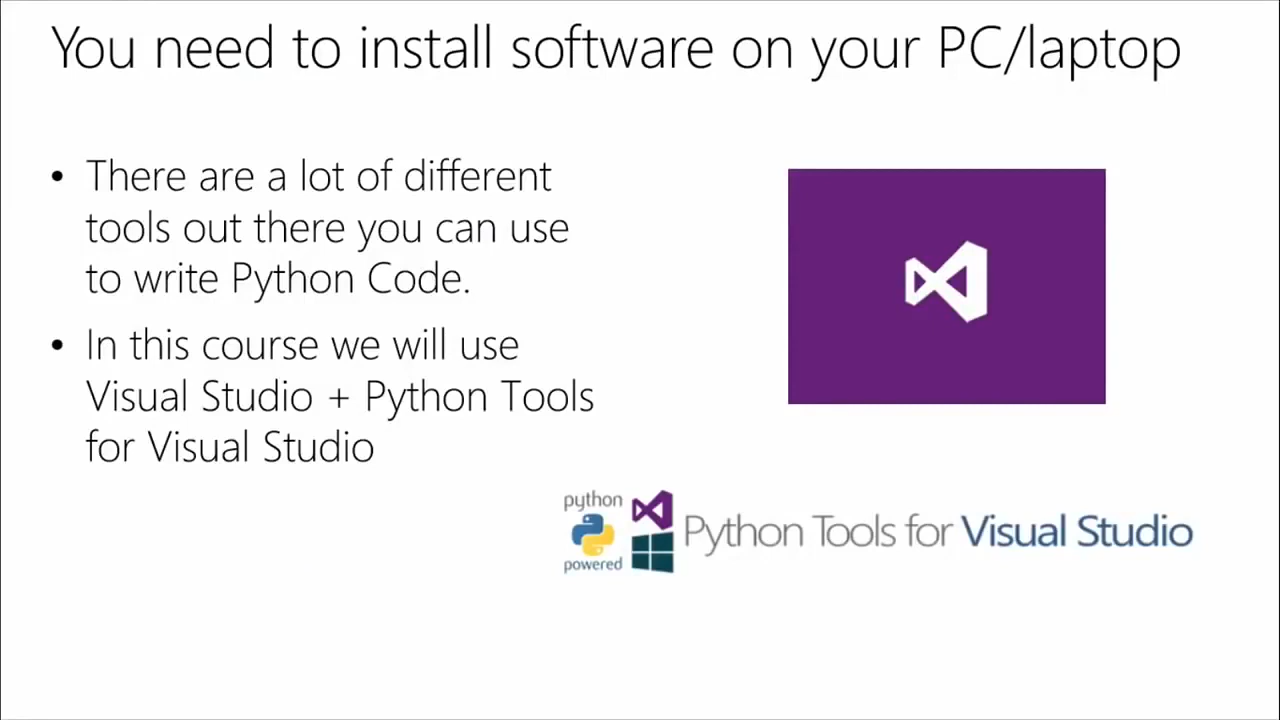 You need to install software on your PC/laptop
• There are a lot of different
tools out there you can use
to write Python Code.
• In this course we will use
Visual Studio + Python Tools
for Visual Studio
python
powered
Python Tools for Visual Studio